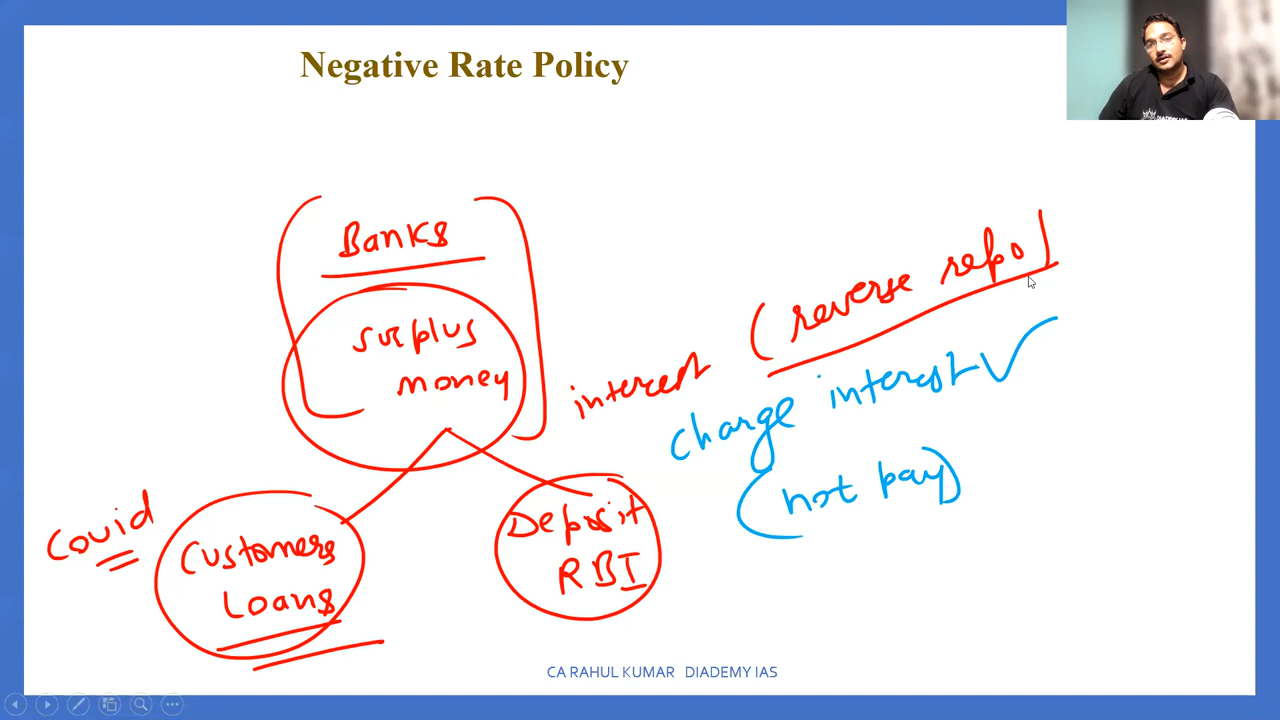 Negative Rate Policy
Banks
surplus
money
interest (reverse repo)
charge interest
(not pay)
Covid
Customers
Loans
Deposit
RBI
CA RAHUL KUMAR DIADEMY IAS